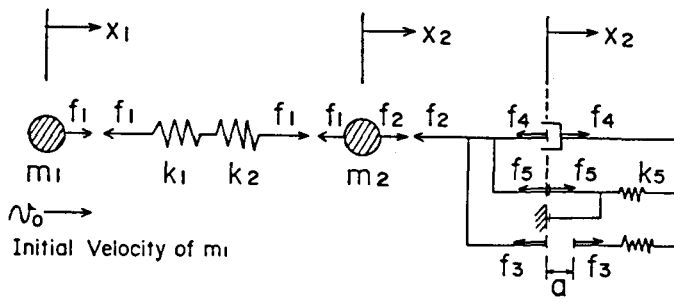 x₁ x₂ x₂
f₁ f₁ f₁ f₁ f₂ f₂ f₄ f₄
m₁ k₁ k₂ m₂ f₅ f₅ k₅
v₀
Initial Velocity of m₁
f₃ f₃
a